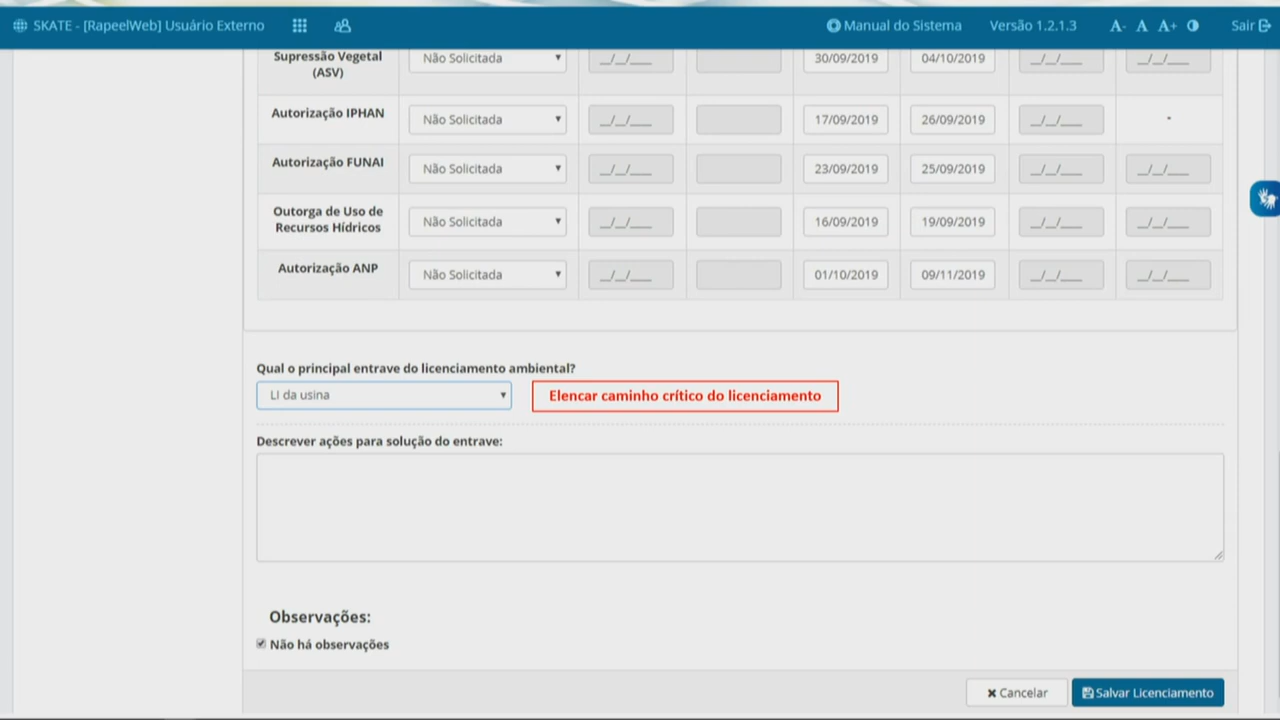 SKATE - [RapeelWeb] Usuário Externo
Manual do Sistema Versão 1.2.1.3 A- A A+ Sair
Supressão Vegetal
(ASV)
Não Solicitada __/__/____ 30/09/2019 04/10/2019 __/__/____ __/__/____
Autorização IPHAN Não Solicitada __/__/____ 17/09/2019 26/09/2019 __/__/____ -
Autorização FUNAI Não Solicitada __/__/____ 23/09/2019 25/09/2019 __/__/____ __/__/____
Outorga de Uso de
Recursos Hídricos
Não Solicitada __/__/____ 16/09/2019 19/09/2019 __/__/____ __/__/____
Autorização ANP Não Solicitada __/__/____ 01/10/2019 09/11/2019 __/__/____ __/__/____
Qual o principal entrave do licenciamento ambiental?
LI da usina
Elencar caminho crítico do licenciamento
Descrever ações para solução do entrave:
Observações:
Não há observações
Cancelar Salvar Licenciamento